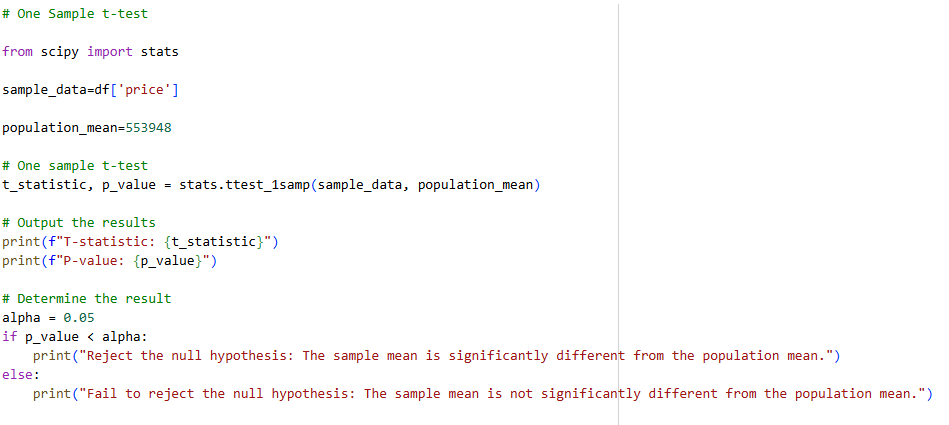 # One Sample t-test
from scipy import stats
sample_data=df['price']
population_mean=553948
# One sample t-test
t_statistic, p_value = stats.ttest_1samp(sample_data, population_mean)
# Output the results
print(f"T-statistic: {t_statistic}")
print(f"P-value: {p_value}")
# Determine the result
alpha = 0.05
if p_value < alpha:
    print("Reject the null hypothesis: The sample mean is significantly different from the population mean.")
else:
    print("Fail to reject the null hypothesis: The sample mean is not significantly different from the population mean.")